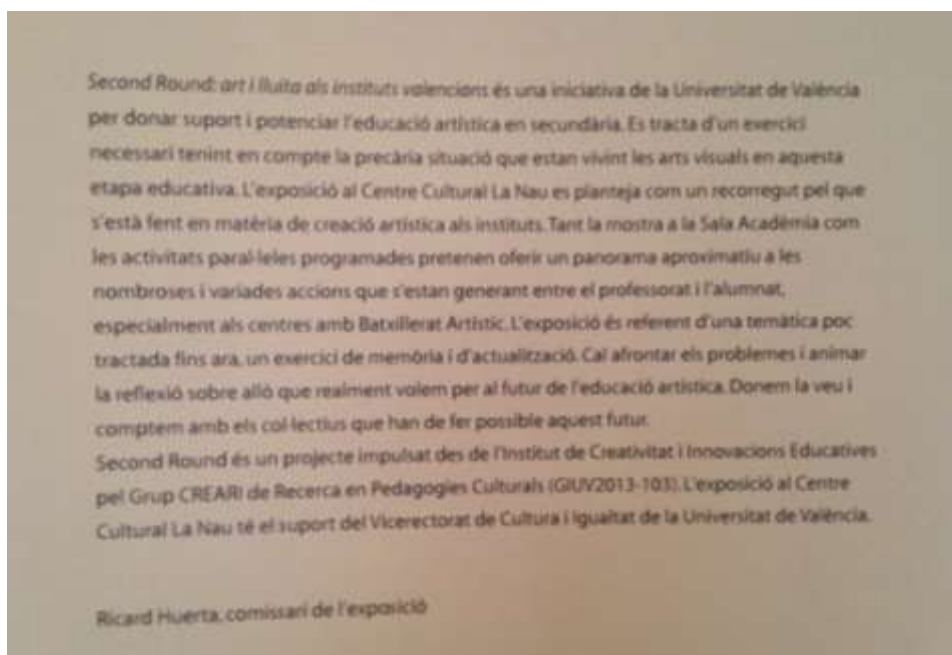 Second Round: art i lluita als instituts valencians és una iniciativa de la Universitat de València
per donar suport i potenciar l'educació artística en secundària. Es tracta d'un exercici
necessari tenint en compte la precària situació que estan vivint les arts visuals en aquesta
etapa educativa. L'exposició al Centre Cultural La Nau es planteja com un recorregut pel que
s'està fent en matèria de creació artística als instituts. Tant la mostra a la Sala Acadèmia com
les activitats paral·leles programades pretenen oferir un panorama aproximatiu a les
nombroses i variades accions que s'estan generant entre el professorat i l'alumnat,
especialment als centres amb Batxillerat Artístic. L'exposició és referent d'una temàtica poc
tractada fins ara, un exercici de memòria i d'actualització. Cal afrontar els problemes i animar
la reflexió sobre allò que realment volem per al futur de l'educació artística. Donem la veu i
comptem amb els col·lectius que han de fer possible aquest futur.
Second Round és un projecte impulsat des de l'Institut de Creativitat i Innovacions Educatives
pel Grup CREARI de Recerca en Pedagogies Culturals (GIUV2013-103). L'exposició al Centre
Cultural La Nau té el suport del Vicerectorat de Cultura i Igualtat de la Universitat de València.
Ricard Huerta, comissari de l'exposició